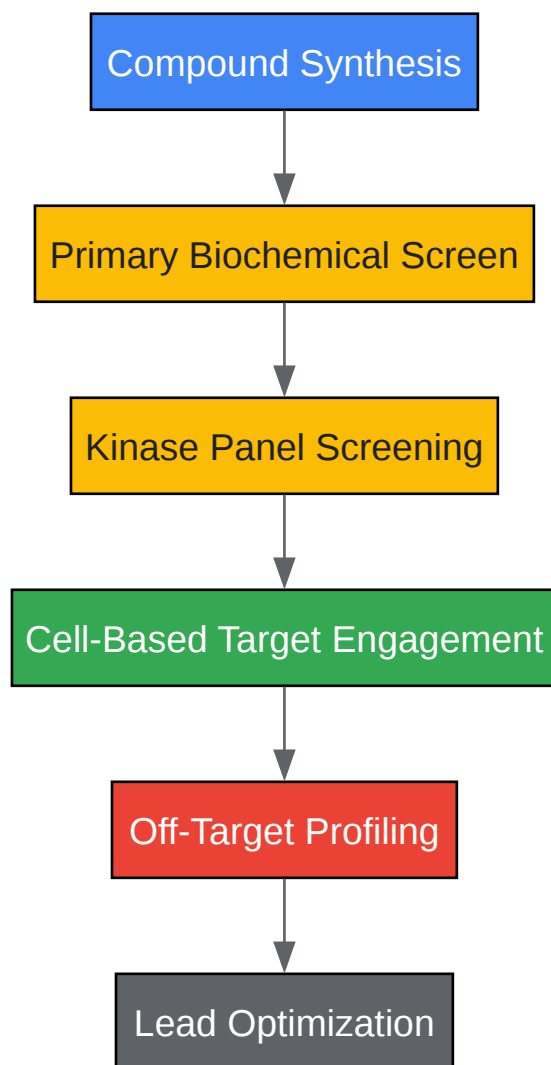 Compound Synthesis
Primary Biochemical Screen
Kinase Panel Screening
Cell-Based Target Engagement
Off-Target Profiling
Lead Optimization